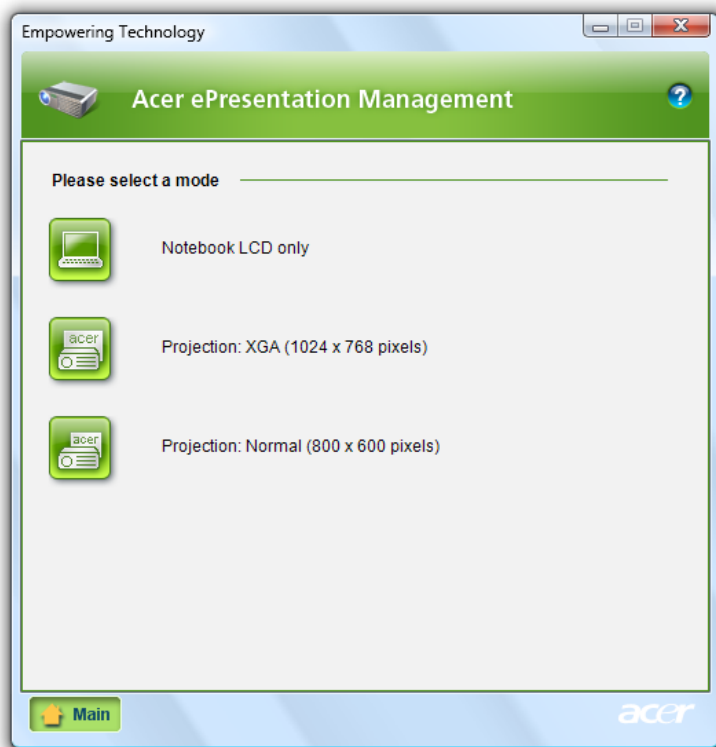 Empowering Technology
Acer ePresentation Management
?
Please select a mode
Notebook LCD only
acer
Projection: XGA (1024 x 768 pixels)
acer
Projection: Normal (800 x 600 pixels)
Main
acer